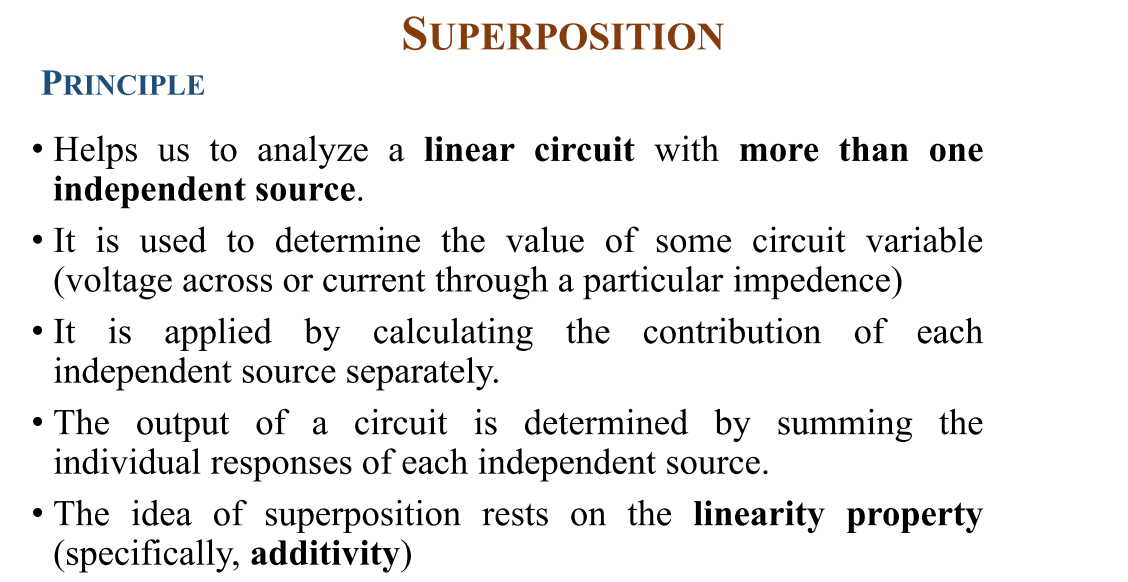 SUPERPOSITION
PRINCIPLE
• Helps us to analyze a linear circuit with more than one
independent source.
• It is used to determine the value of some circuit variable
(voltage across or current through a particular impedence)
• It is applied by calculating the contribution of each
independent source separately.
• The output of a circuit is determined by summing the
individual responses of each independent source.
• The idea of superposition rests on the linearity property
(specifically, additivity)